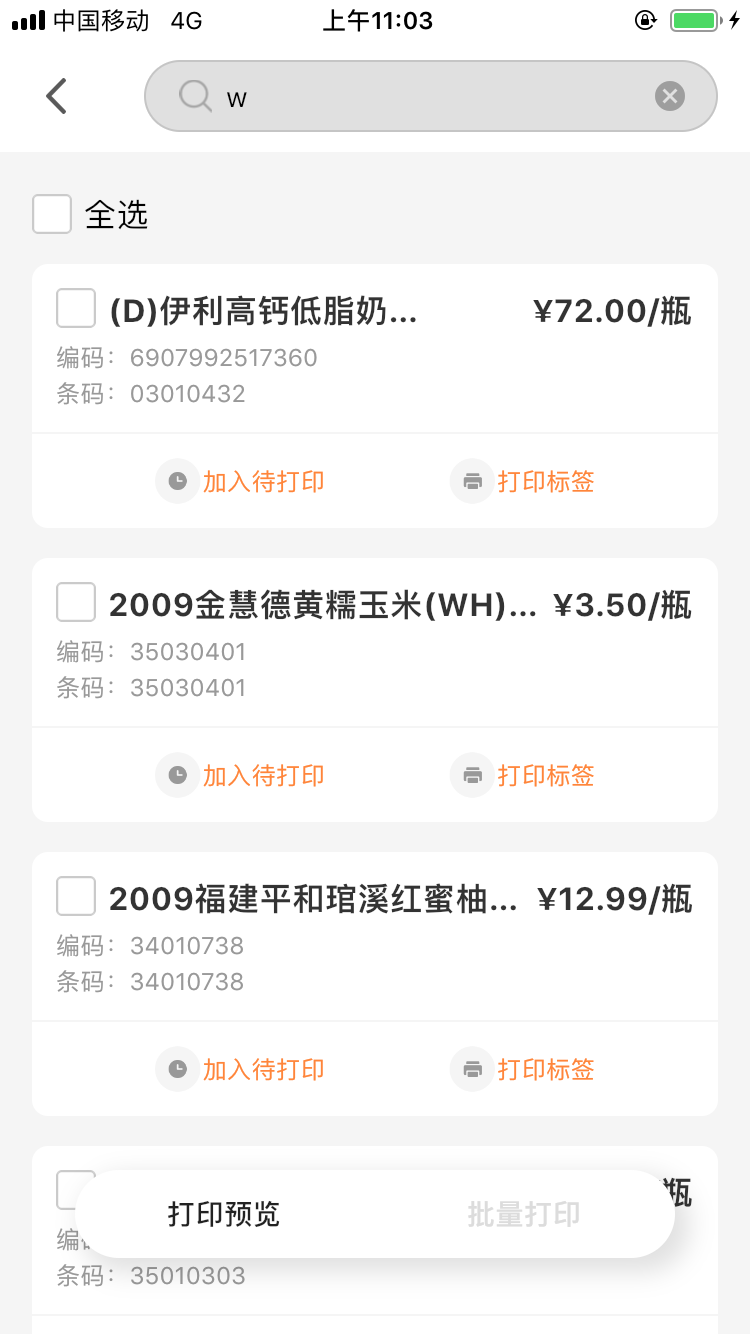 中国移动 4G 上午11:03
w
全选
(D)伊利高钙低脂奶... ¥72.00/瓶
编码：6907992517360
条码：03010432
加入待打印 打印标签
2009金慧德黄糯玉米(WH)... ¥3.50/瓶
编码：35030401
条码：35030401
加入待打印 打印标签
2009福建平和琯溪红蜜柚... ¥12.99/瓶
编码：34010738
条码：34010738
加入待打印 打印标签
瓶
打印预览 批量打印
编
条码：35010303